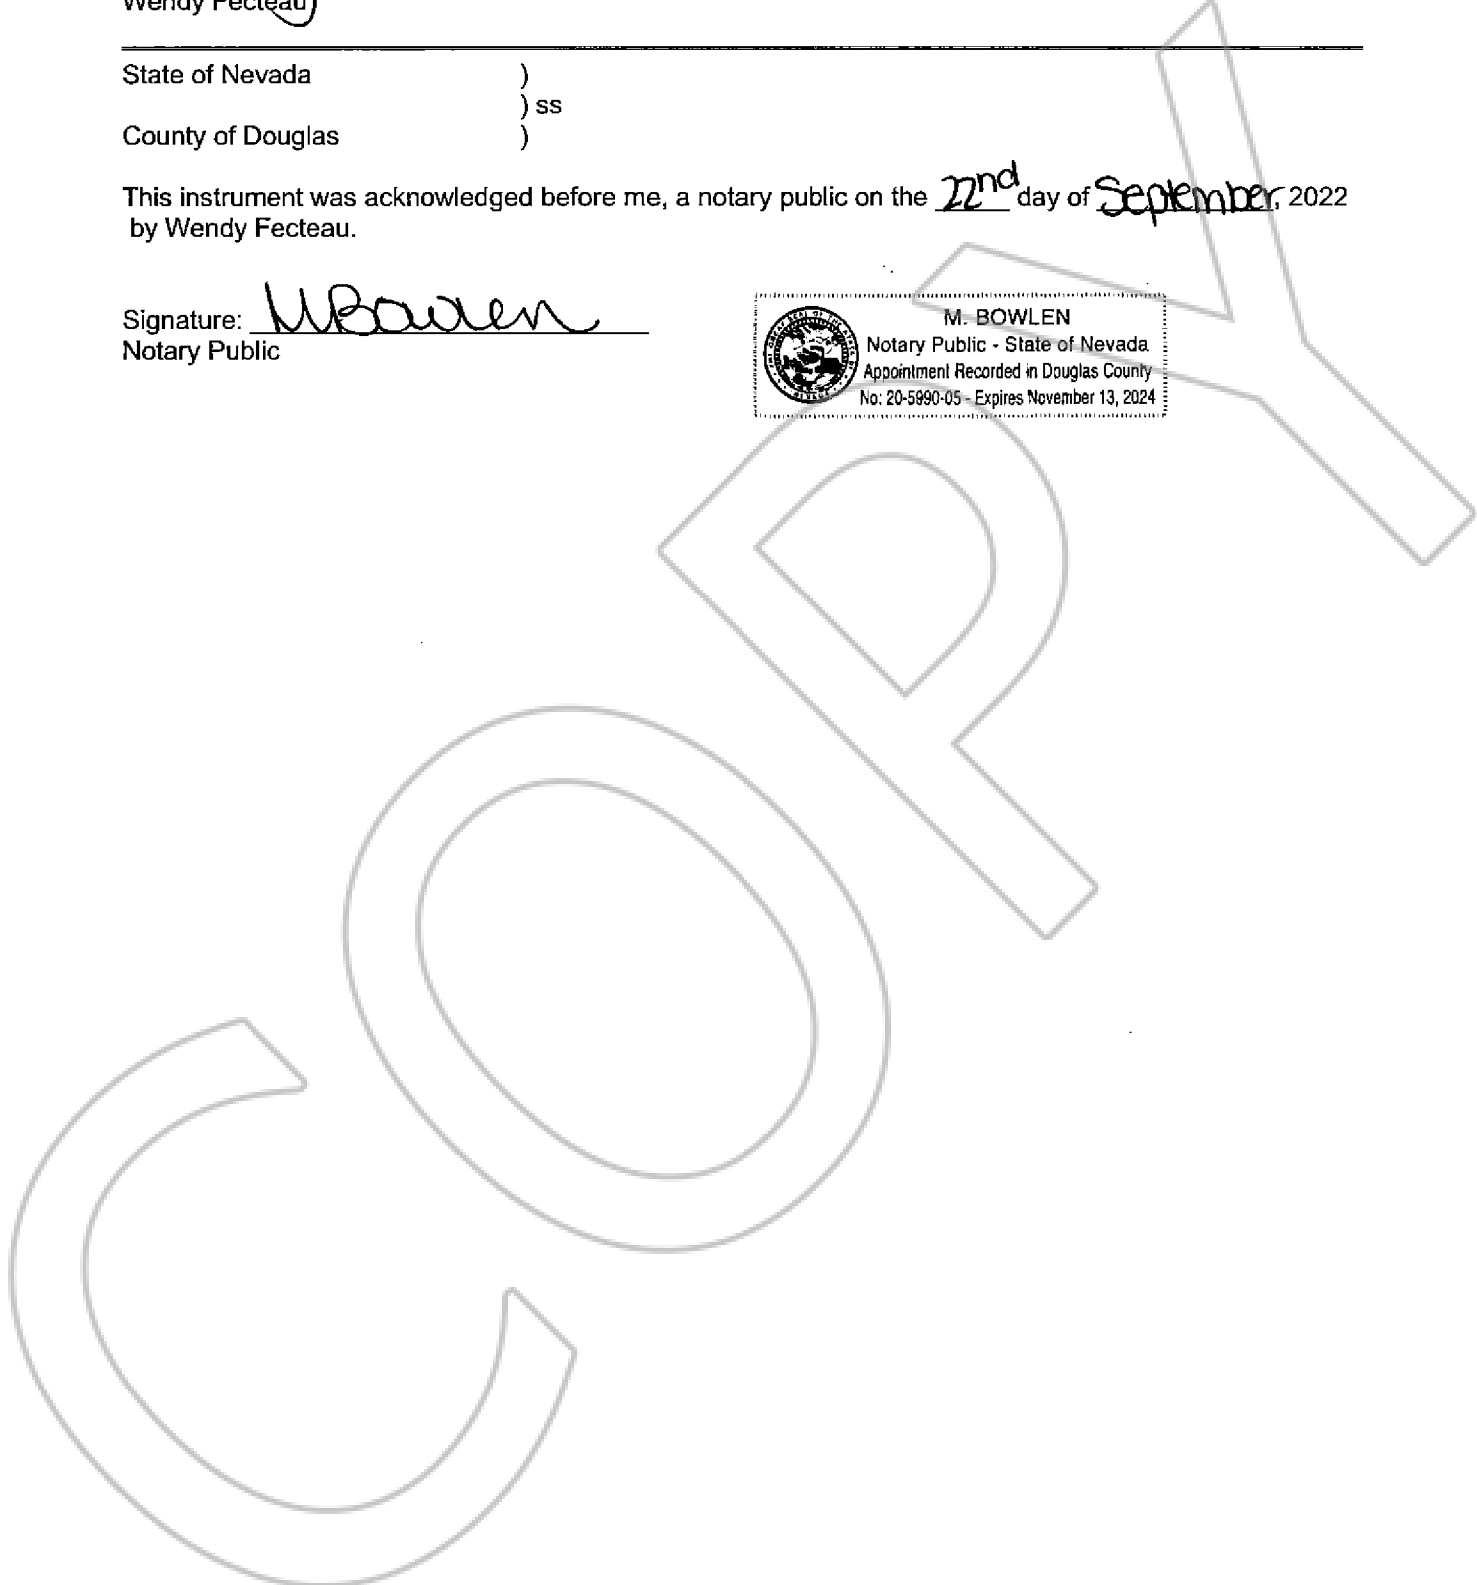 Wendy Fecteau
State of Nevada )
) ss
County of Douglas )
This instrument was acknowledged before me, a notary public on the 22nd day of September, 2022
by Wendy Fecteau.
Signature: MBowlen
Notary Public
M. BOWLEN
Notary Public - State of Nevada
Appointment Recorded in Douglas County
No: 20-5990-05 - Expires November 13, 2024
COPY